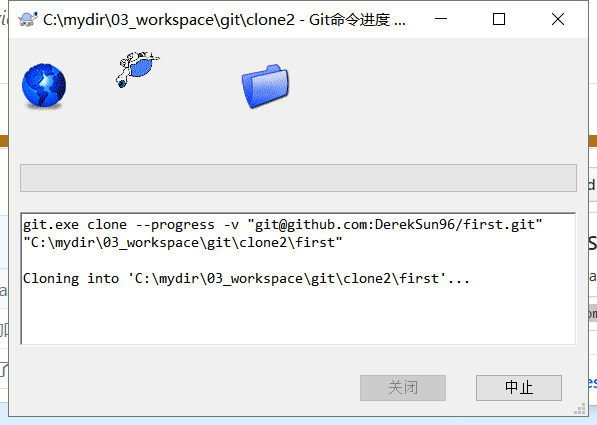 C:\mydir\03_workspace\git\clone2 - Git命令进度 ...
git.exe clone --progress -v "git@github.com:DerekSun96/first.git"
"C:\mydir\03_workspace\git\clone2\first"
Cloning into 'C:\mydir\03_workspace\git\clone2\first'...
关闭
中止